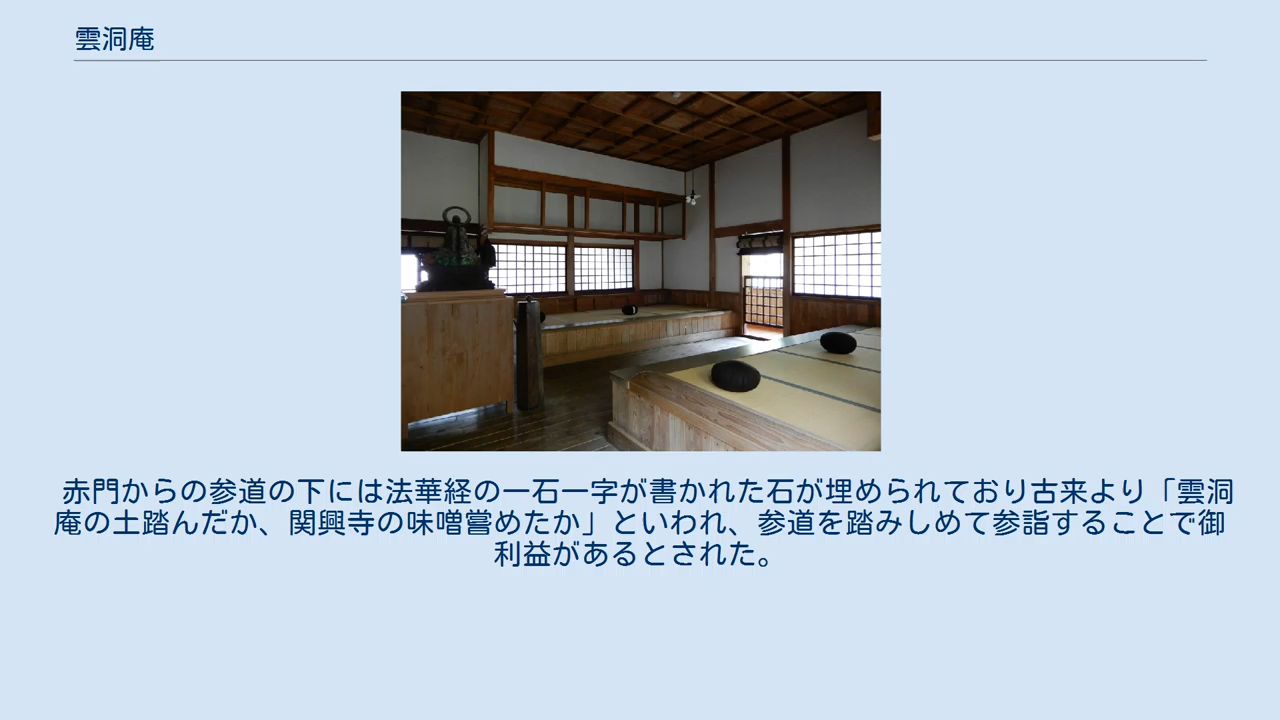 雲洞庵
赤門からの参道の下には法華経の一石一字が書かれた石が埋められており古来より「雲洞
庵の土踏んだか、関興寺の味噌嘗めたか」といわれ、参道を踏みしめて参詣することで御
利益があるとされた。